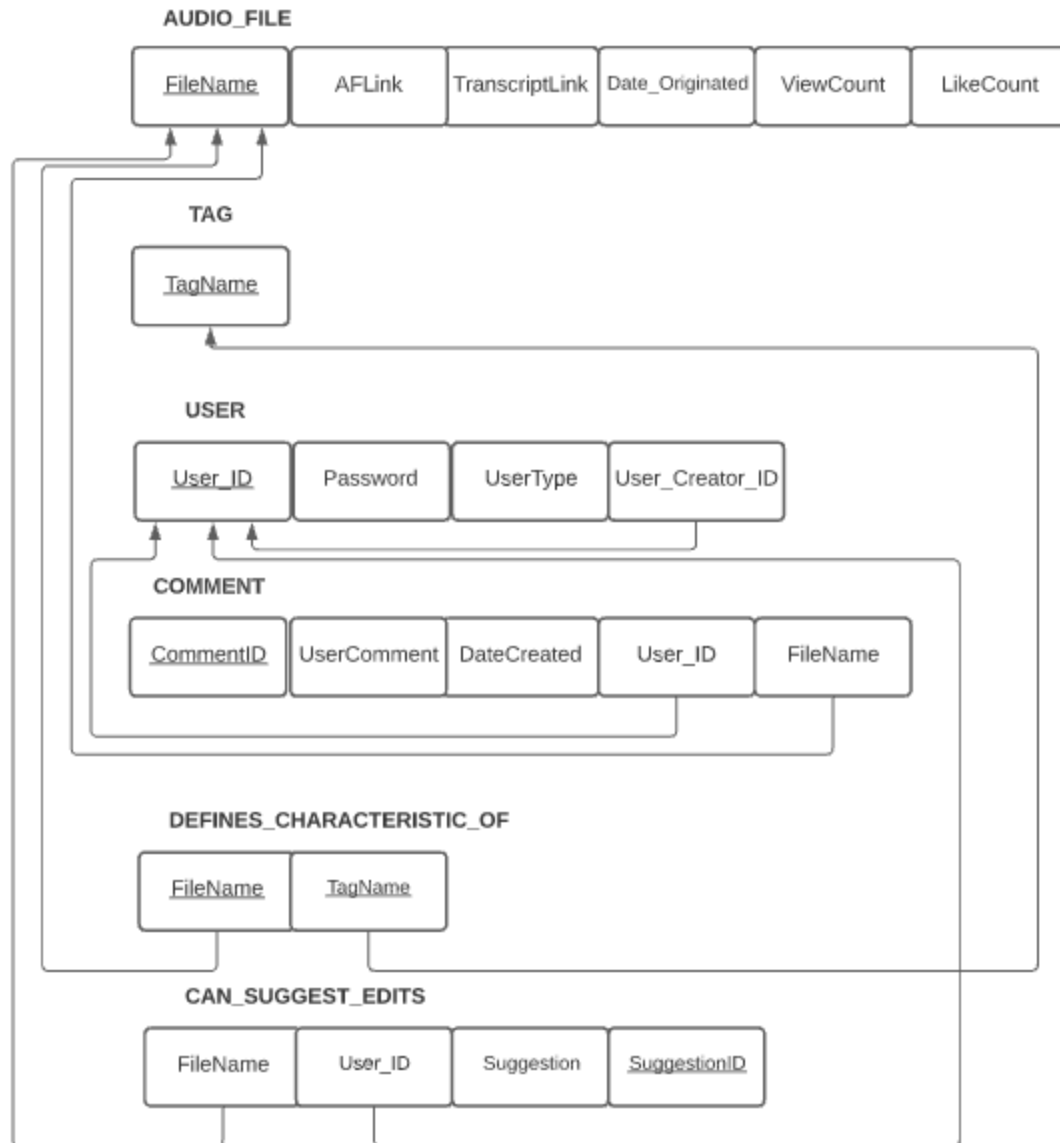 AUDIO_FILE
FileName AFLink TranscriptLink Date_Originated ViewCount LikeCount
TAG
TagName
USER
User_ID Password UserType User_Creator_ID
COMMENT
CommentID UserComment DateCreated User_ID FileName
DEFINES_CHARACTERISTIC_OF
FileName TagName
CAN_SUGGEST_EDITS
FileName User_ID Suggestion SuggestionID